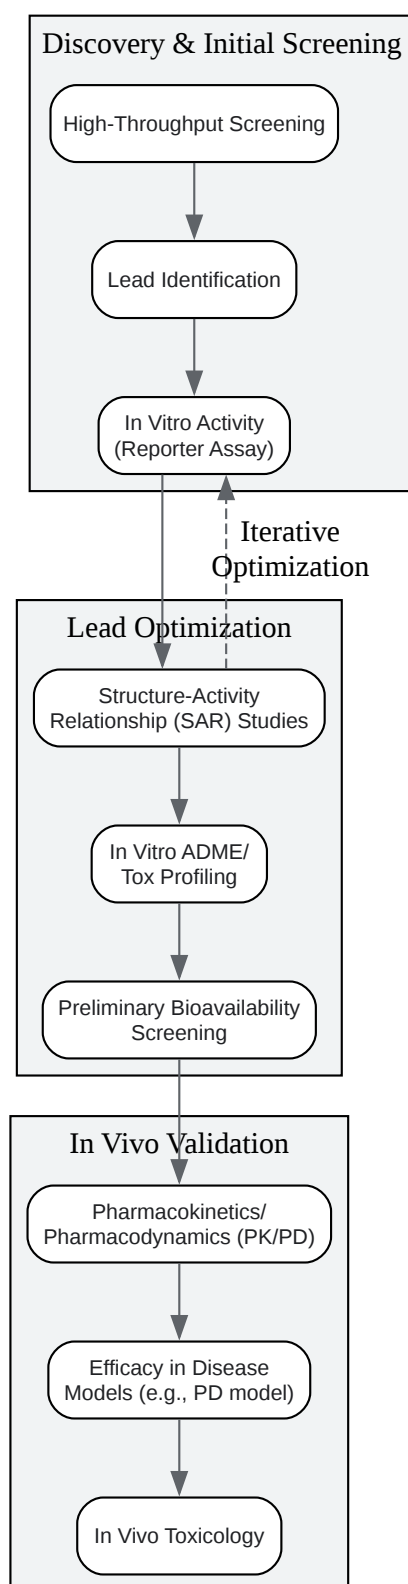 Discovery & Initial Screening
High-Throughput Screening
Lead Identification
In Vitro Activity
(Reporter Assay)
Iterative
Optimization
Lead Optimization
Structure-Activity
Relationship (SAR) Studies
In Vitro ADME/
Tox Profiling
Preliminary Bioavailability
Screening
In Vivo Validation
Pharmacokinetics/
Pharmacodynamics (PK/PD)
Efficacy in Disease
Models (e.g., PD model)
In Vivo Toxicology